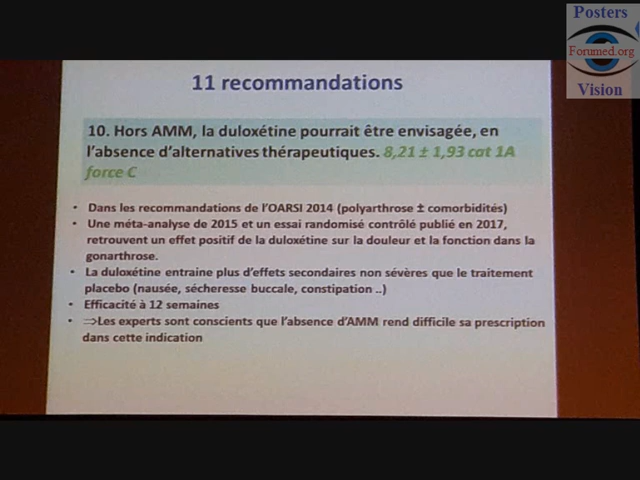 Posters
Forumed.org
Vision
11 recommandations
10. Hors AMM, la duloxétine pourrait être envisagée, en
l'absence d'alternatives thérapeutiques. 8,21 ± 1,93 cat 1A
force C
• Dans les recommandations de l'OARSI 2014 (polyarthrose ± comorbidités)
• Une méta-analyse de 2015 et un essai randomisé contrôlé publié en 2017,
retrouvent un effet positif de la duloxétine sur la douleur et la fonction dans la
gonarthrose.
• La duloxétine entraine plus d'effets secondaires non sévères que le traitement
placebo (nausée, sécheresse buccale, constipation ..)
• Efficacité à 12 semaines
• ⇒Les experts sont conscients que l'absence d'AMM rend difficile sa prescription
dans cette indication